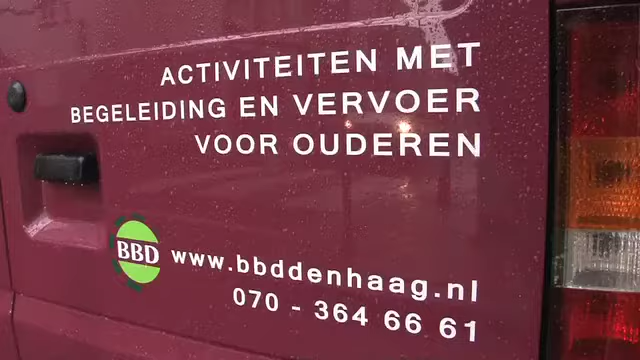 ACTIVITEITEN MET
BEGELEIDING EN VERVOER
VOOR OUDEREN
BBD
www.bbddenhaag.nl
070 - 364 66 61